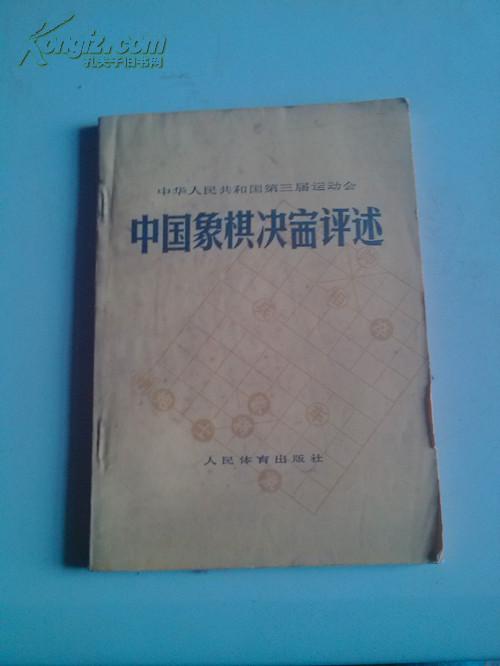 Kongfz.com
孔夫子旧书网
中华人民共和国第三届运动会
中国象棋决赛评述
人民体育出版社